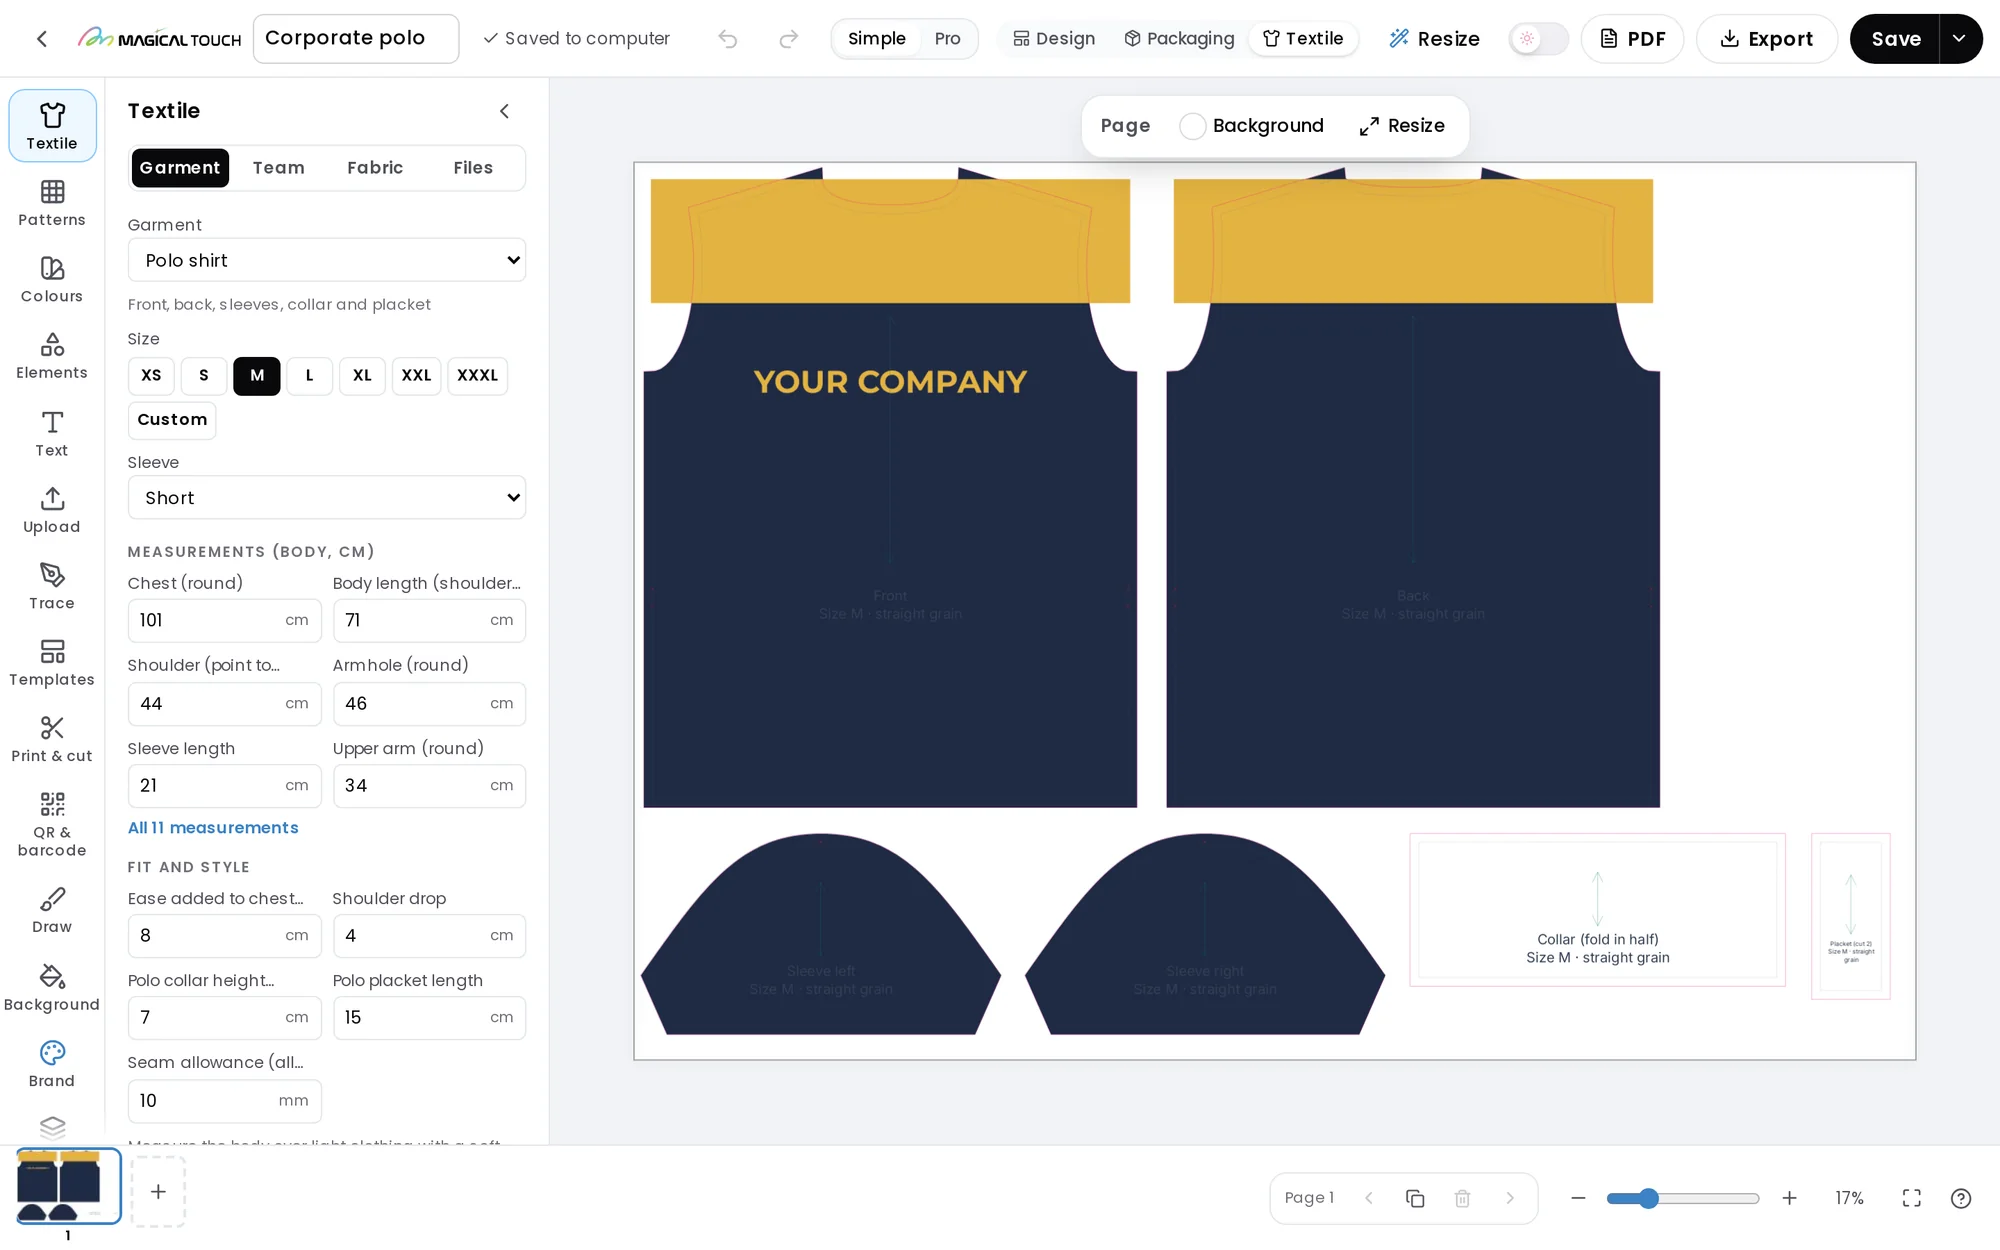 MAGICAL TOUCH
Corporate polo
Saved to computer
Simple
Pro
Design
Packaging
Textile
Resize
PDF
Export
Save
Textile
Patterns
Colours
Elements
Text
Upload
Trace
Templates
Print & cut
QR &
barcode
Draw
Background
Brand
Textile
Garment
Team
Fabric
Files
Garment
Polo shirt
Front, back, sleeves, collar and placket
Size
XS
S
M
L
XL
XXL
XXXL
Custom
Sleeve
Short
MEASUREMENTS (BODY, CM)
Chest (round)
Body length (shoulder...
101 cm
71 cm
Shoulder (point to...
Armhole (round)
44 cm
46 cm
Sleeve length
Upper arm (round)
21 cm
34 cm
All 11 measurements
FIT AND STYLE
Ease added to chest...
Shoulder drop
8 cm
4 cm
Polo collar height...
Polo placket length
7 cm
15 cm
Seam allowance (all...
10 mm
Page
Background
Resize
YOUR COMPANY
Front
Size M · straight grain
Back
Size M · straight grain
Sleeve left
Size M · straight grain
Sleeve right
Size M · straight grain
Collar (fold in half)
Size M · straight grain
Placket (cut 2)
Size M · straight
grain
1
Page 1
17%